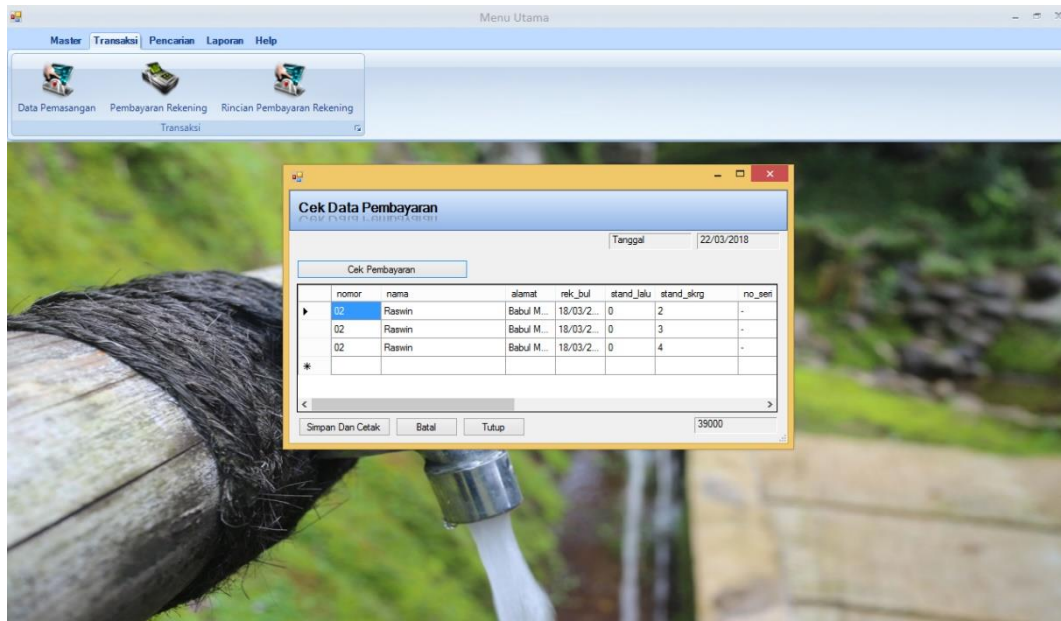 Menu Utama
Master Transaksi Pencarian Laporan Help
Data Pemasangan Pembayaran Rekening Rincian Pembayaran Rekening
Transaksi
Cek Data Pembayaran
Tanggal 22/03/2018
Cek Pembayaran
nomor nama alamat rek_bul stand_lalu stand_skrg no_seri
02 Raswin Babul M... 18/03/2... 0 2 -
02 Raswin Babul M... 18/03/2... 0 3 -
02 Raswin Babul M... 18/03/2... 0 4 -
Simpan Dan Cetak Batal Tutup 39000